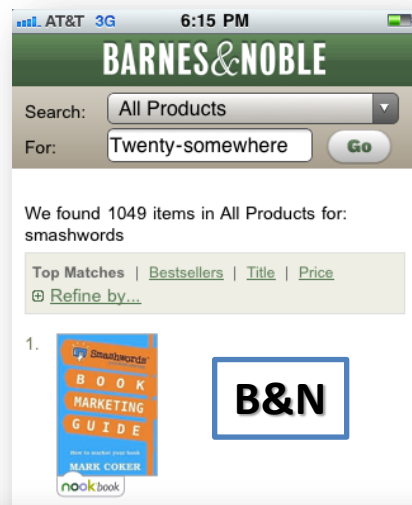 AT&T 3G 6:15 PM
BARNES&NOBLE
Search: All Products
For: Twenty-somewhere Go
We found 1049 items in All Products for:
smashwords
Top Matches | Bestsellers | Title | Price
Refine by...
1.
Smashwords
BOOK
MARKETING
GUIDE
How to market your book
MARK COKER
nookbook
B&N